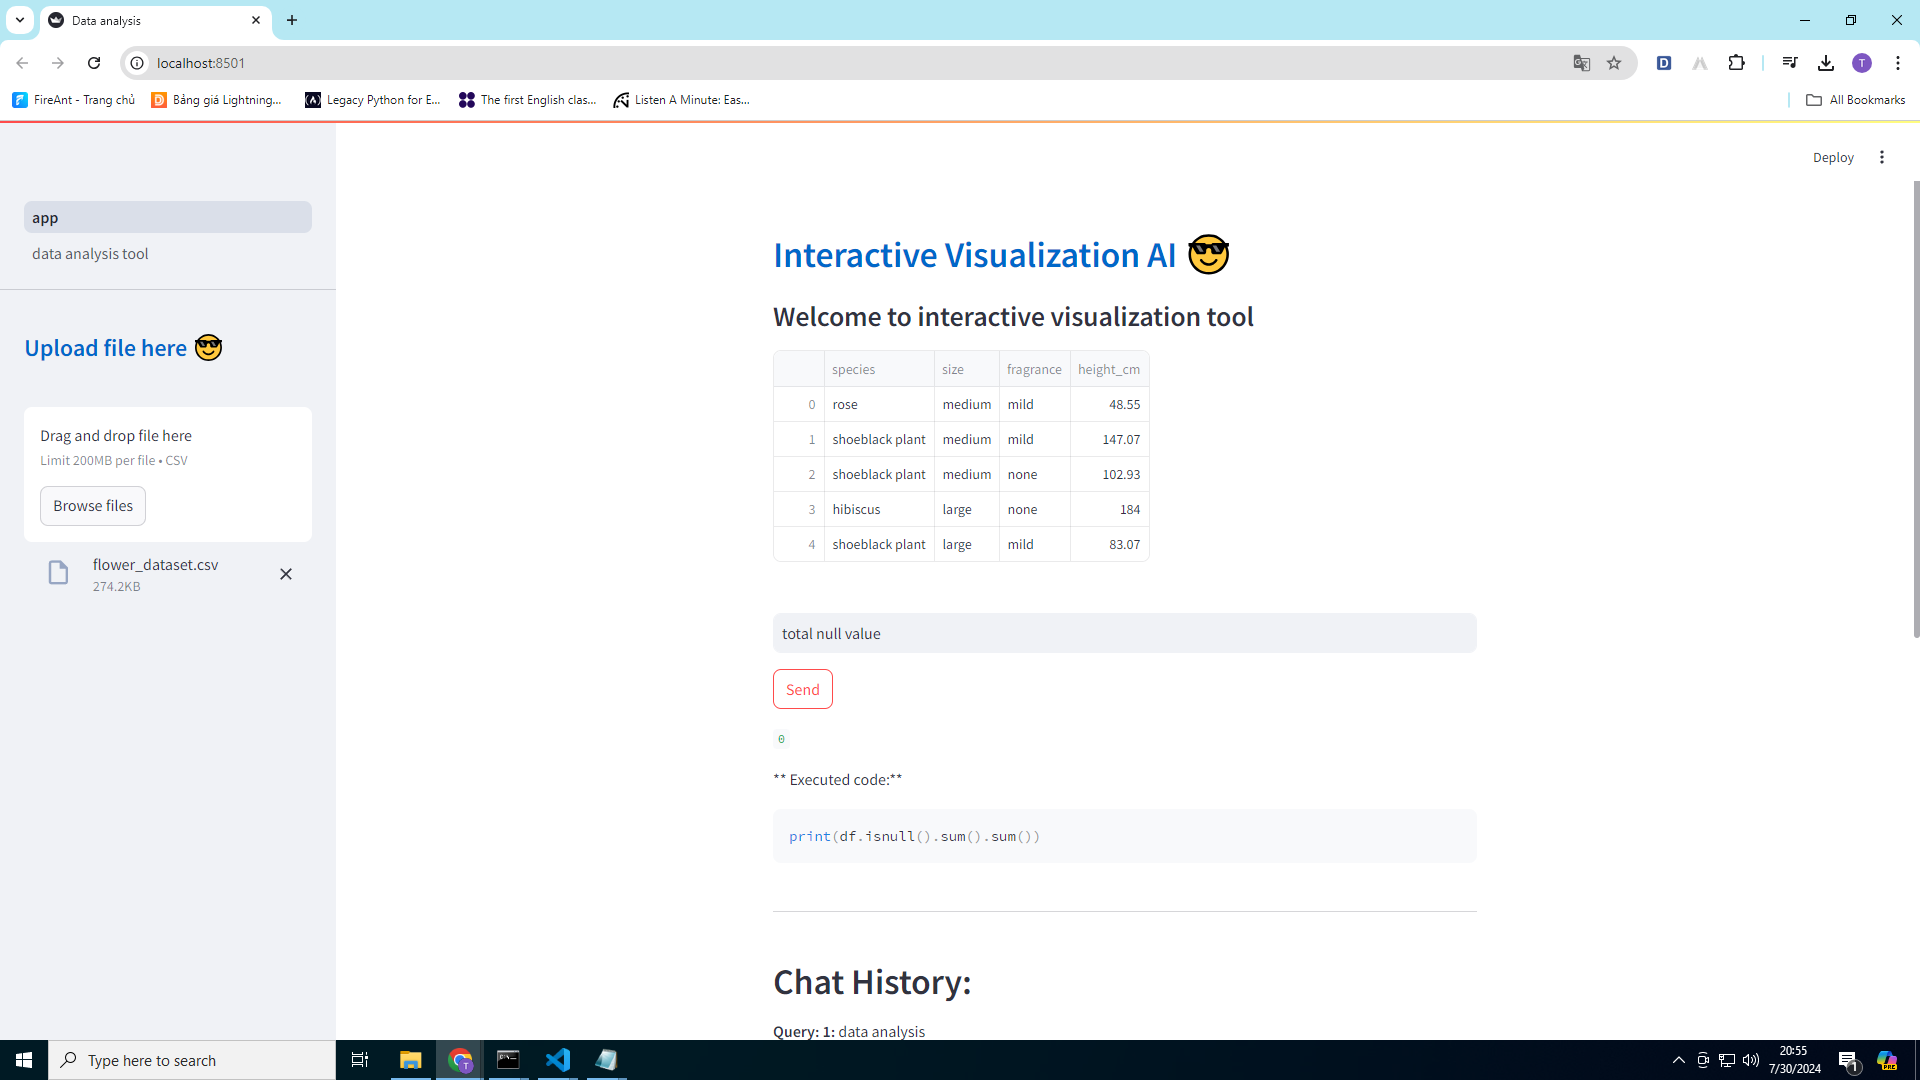 Data analysis
localhost:8501
FireAnt - Trang chủ
Bảng giá Lightning...
Legacy Python for E...
The first English clas...
Listen A Minute: Eas...
All Bookmarks
Deploy
app
data analysis tool
Upload file here
Drag and drop file here
Limit 200MB per file • CSV
Browse files
flower_dataset.csv
274.2KB
Interactive Visualization AI
Welcome to interactive visualization tool
species size fragrance height_cm
0 rose medium mild 48.55
1 shoeblack plant medium mild 147.07
2 shoeblack plant medium none 102.93
3 hibiscus large none 184
4 shoeblack plant large mild 83.07
total null value
Send
0
** Executed code:**
print(df.isnull().sum().sum())
Chat History:
Query: 1: data analysis
Type here to search
20:55
7/30/2024
T
D
T
1
PRE